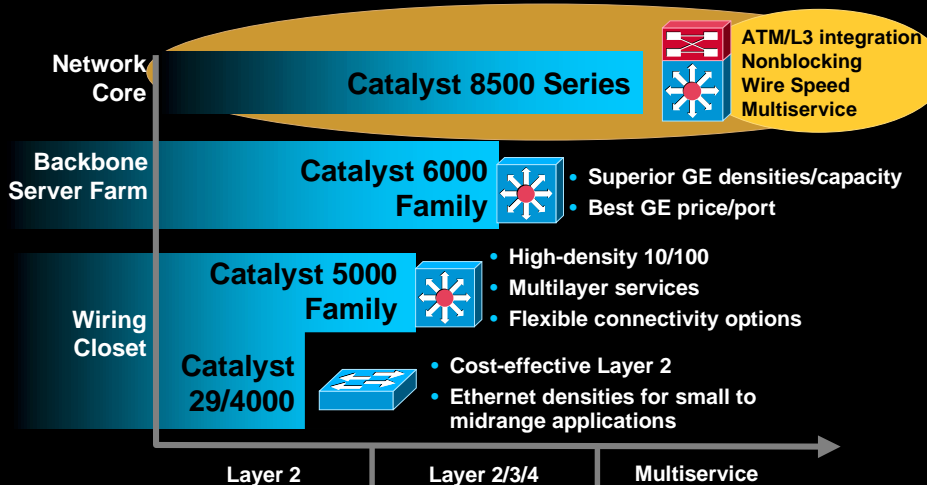 Network
Core
Catalyst 8500 Series
ATM/L3 integration
Nonblocking
Wire Speed
Multiservice
Backbone
Server Farm
Catalyst 6000
Family
• Superior GE densities/capacity
• Best GE price/port
Wiring
Closet
Catalyst 5000
Family
• High-density 10/100
• Multilayer services
• Flexible connectivity options
Catalyst
29/4000
• Cost-effective Layer 2
• Ethernet densities for small to
midrange applications
Layer 2
Layer 2/3/4
Multiservice